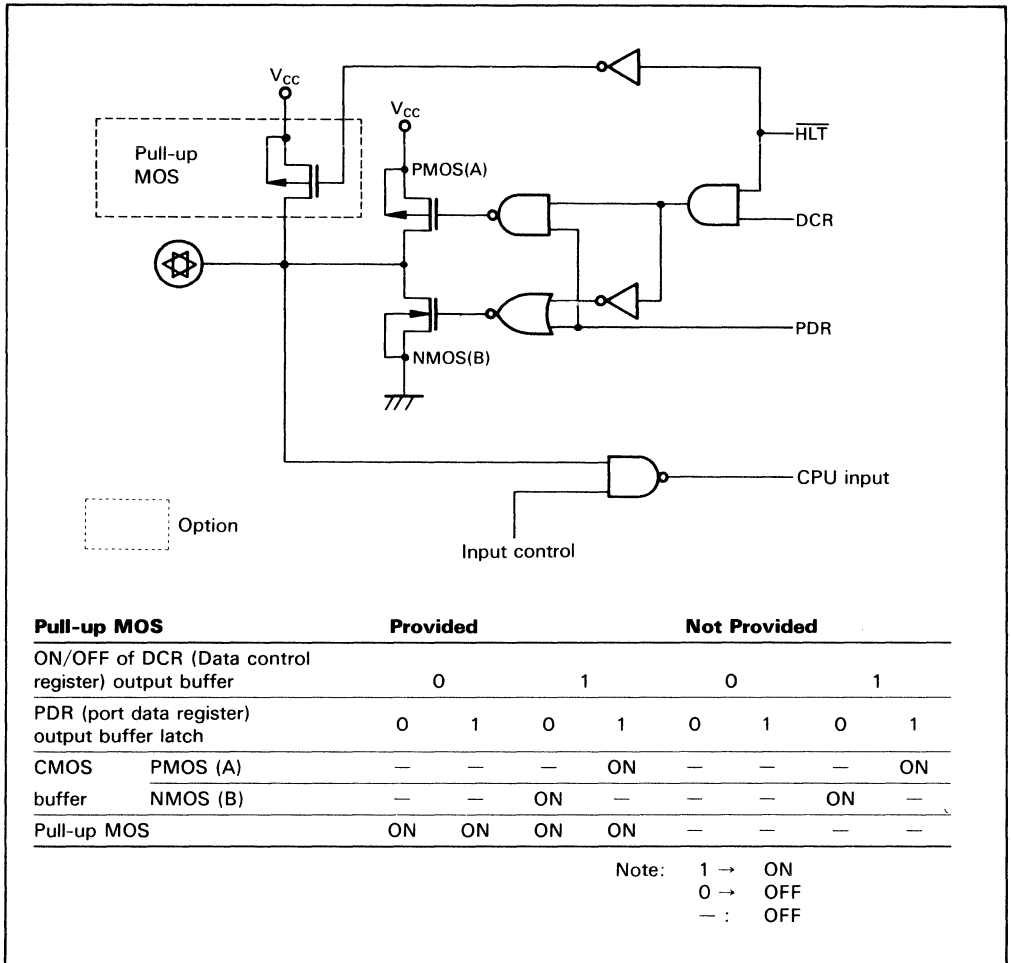 V_CC
V_CC
Pull-up
MOS
PMOS(A)
H̅L̅T̅
DCR
PDR
NMOS(B)
CPU input
Option
Input control
Pull-up MOS Provided Not Provided
ON/OFF of DCR (Data control
register) output buffer 0 1 0 1
PDR (port data register)
output buffer latch 0 1 0 1 0 1 0 1
CMOS PMOS (A) — — — ON — — — ON
buffer NMOS (B) — — ON — — — ON —
Pull-up MOS ON ON ON ON — — — —
Note: 1 → ON
0 → OFF
— : OFF